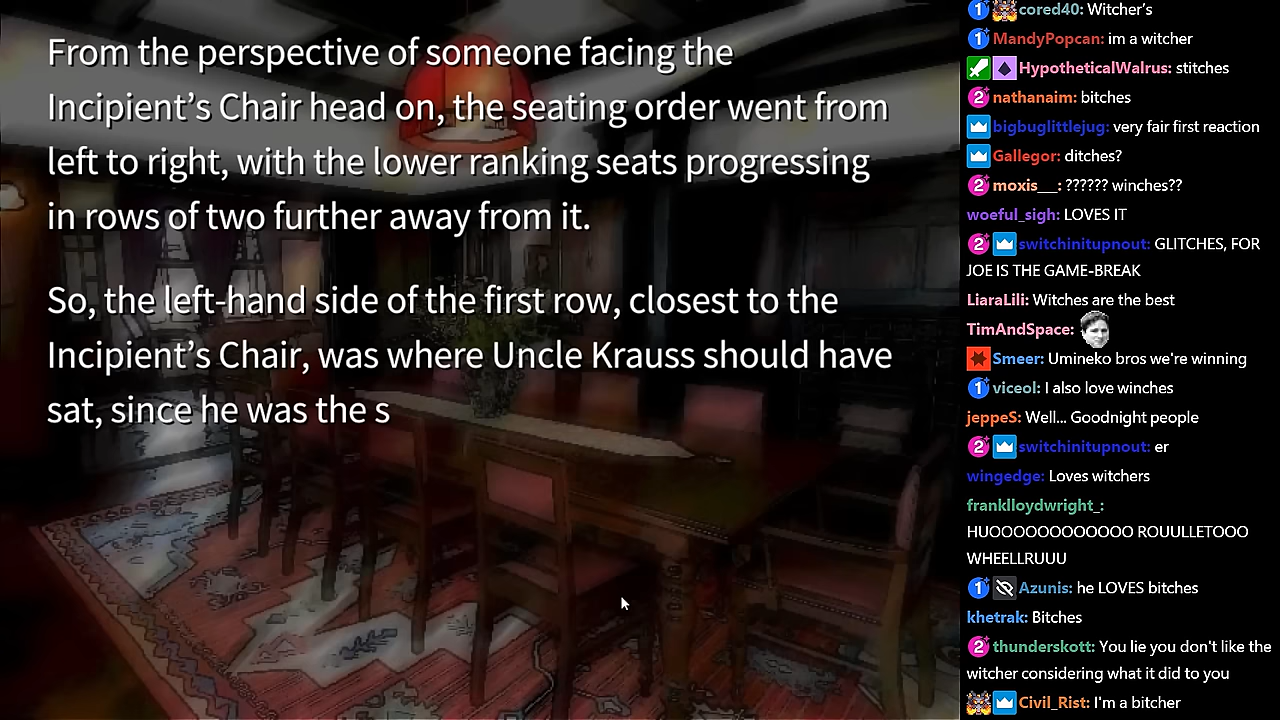 From the perspective of someone facing the
Incipient’s Chair head on, the seating order went from
left to right, with the lower ranking seats progressing
in rows of two further away from it.
So, the left-hand side of the first row, closest to the
Incipient’s Chair, was where Uncle Krauss should have
sat, since he was the s
cored40: Witcher’s
MandyPopcan: im a witcher
HypotheticalWalrus: stitches
nathanaim: bitches
bigbuglittlejug: very fair first reaction
Gallegor: ditches?
moxis___: ?????? winches??
woeful_sigh: LOVES IT
switchinitupnout: GLITCHES, FOR
JOE IS THE GAME-BREAK
LiaraLili: Witches are the best
TimAndSpace:
Smeer: Umineko bros we're winning
viceol: I also love winches
jeppeS: Well... Goodnight people
switchinitupnout: er
wingedge: Loves witchers
franklloydwright_:
HUOOOOOOOOOOOO ROUULLETOOO
WHEELLRUUU
Azunis: he LOVES bitches
khetrak: Bitches
thunderskott: You lie you don't like the
witcher considering what it did to you
Civil_Rist: I'm a bitcher